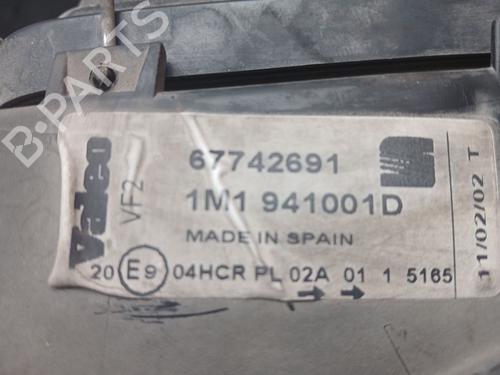 B-PARTS
Valeo
VF2
67742691
1M1 941001D
MADE IN SPAIN
20 E9 04HCR PL 02A 01 1 5165
11/02/02 T